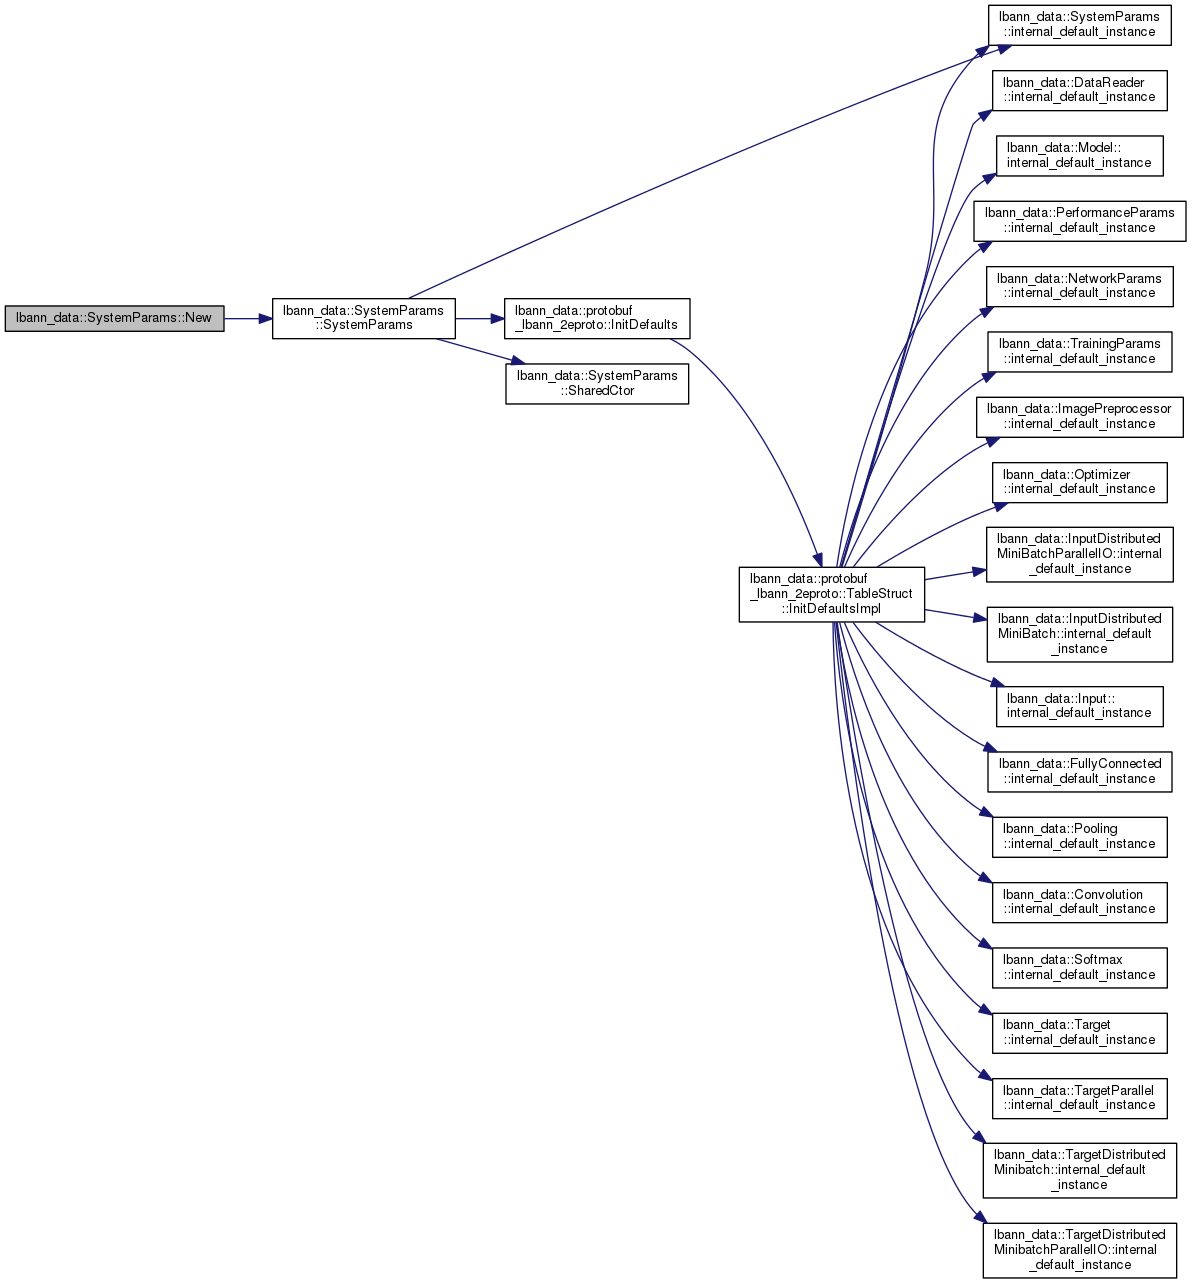 lbann_data::SystemParams::New
lbann_data::SystemParams
::SystemParams
lbann_data::protobuf
_lbann_2eproto::InitDefaults
lbann_data::SystemParams
::SharedCtor
lbann_data::protobuf
_lbann_2eproto::TableStruct
::InitDefaultsImpl
lbann_data::SystemParams
::internal_default_instance
lbann_data::DataReader
::internal_default_instance
lbann_data::Model::
internal_default_instance
lbann_data::PerformanceParams
::internal_default_instance
lbann_data::NetworkParams
::internal_default_instance
lbann_data::TrainingParams
::internal_default_instance
lbann_data::ImagePreprocessor
::internal_default_instance
lbann_data::Optimizer
::internal_default_instance
lbann_data::InputDistributed
MiniBatchParallelIO::internal
_default_instance
lbann_data::InputDistributed
MiniBatch::internal_default
_instance
lbann_data::Input::
internal_default_instance
lbann_data::FullyConnected
::internal_default_instance
lbann_data::Pooling
::internal_default_instance
lbann_data::Convolution
::internal_default_instance
lbann_data::Softmax
::internal_default_instance
lbann_data::Target
::internal_default_instance
lbann_data::TargetParallel
::internal_default_instance
lbann_data::TargetDistributed
Minibatch::internal_default
_instance
lbann_data::TargetDistributed
MinibatchParallelIO::internal
_default_instance